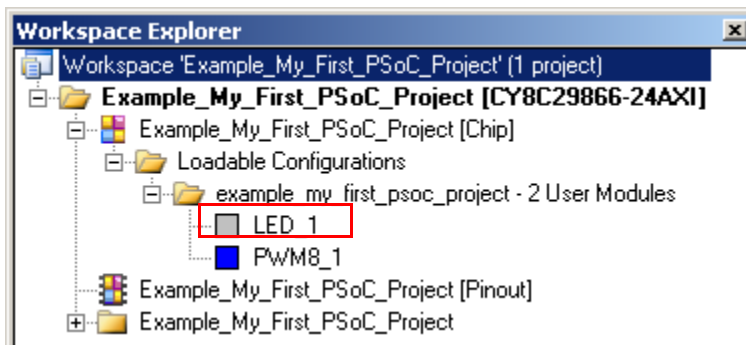 Workspace Explorer
Workspace 'Example_My_First_PSoC_Project' (1 project)
Example_My_First_PSoC_Project [CY8C29866-24AXI]
Example_My_First_PSoC_Project [Chip]
Loadable Configurations
example_my_first_psoc_project - 2 User Modules
LED_1
PWM8_1
Example_My_First_PSoC_Project [Pinout]
Example_My_First_PSoC_Project